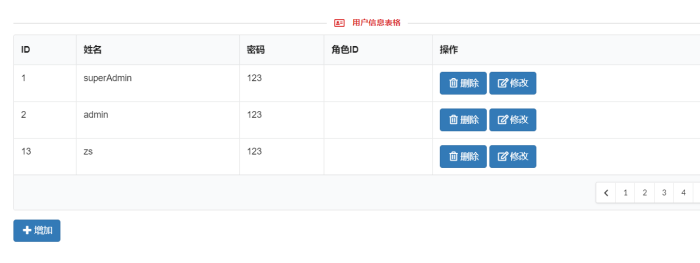 用户信息表格
ID 姓名 密码 角色ID 操作
1 superAdmin 123 删除 修改
2 admin 123 删除 修改
13 zs 123 删除 修改
1 2 3 4
增加